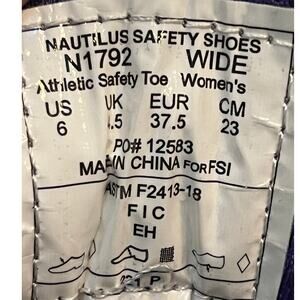 NAUTILUS SAFETY SHOES
N1792 WIDE
Athletic Safety Toe Women's
US UK EUR CM
6 .5 37.5 23
PO# 12583
MADE IN CHINA FOR FSI
ASTM F2413-18
F I C
EH